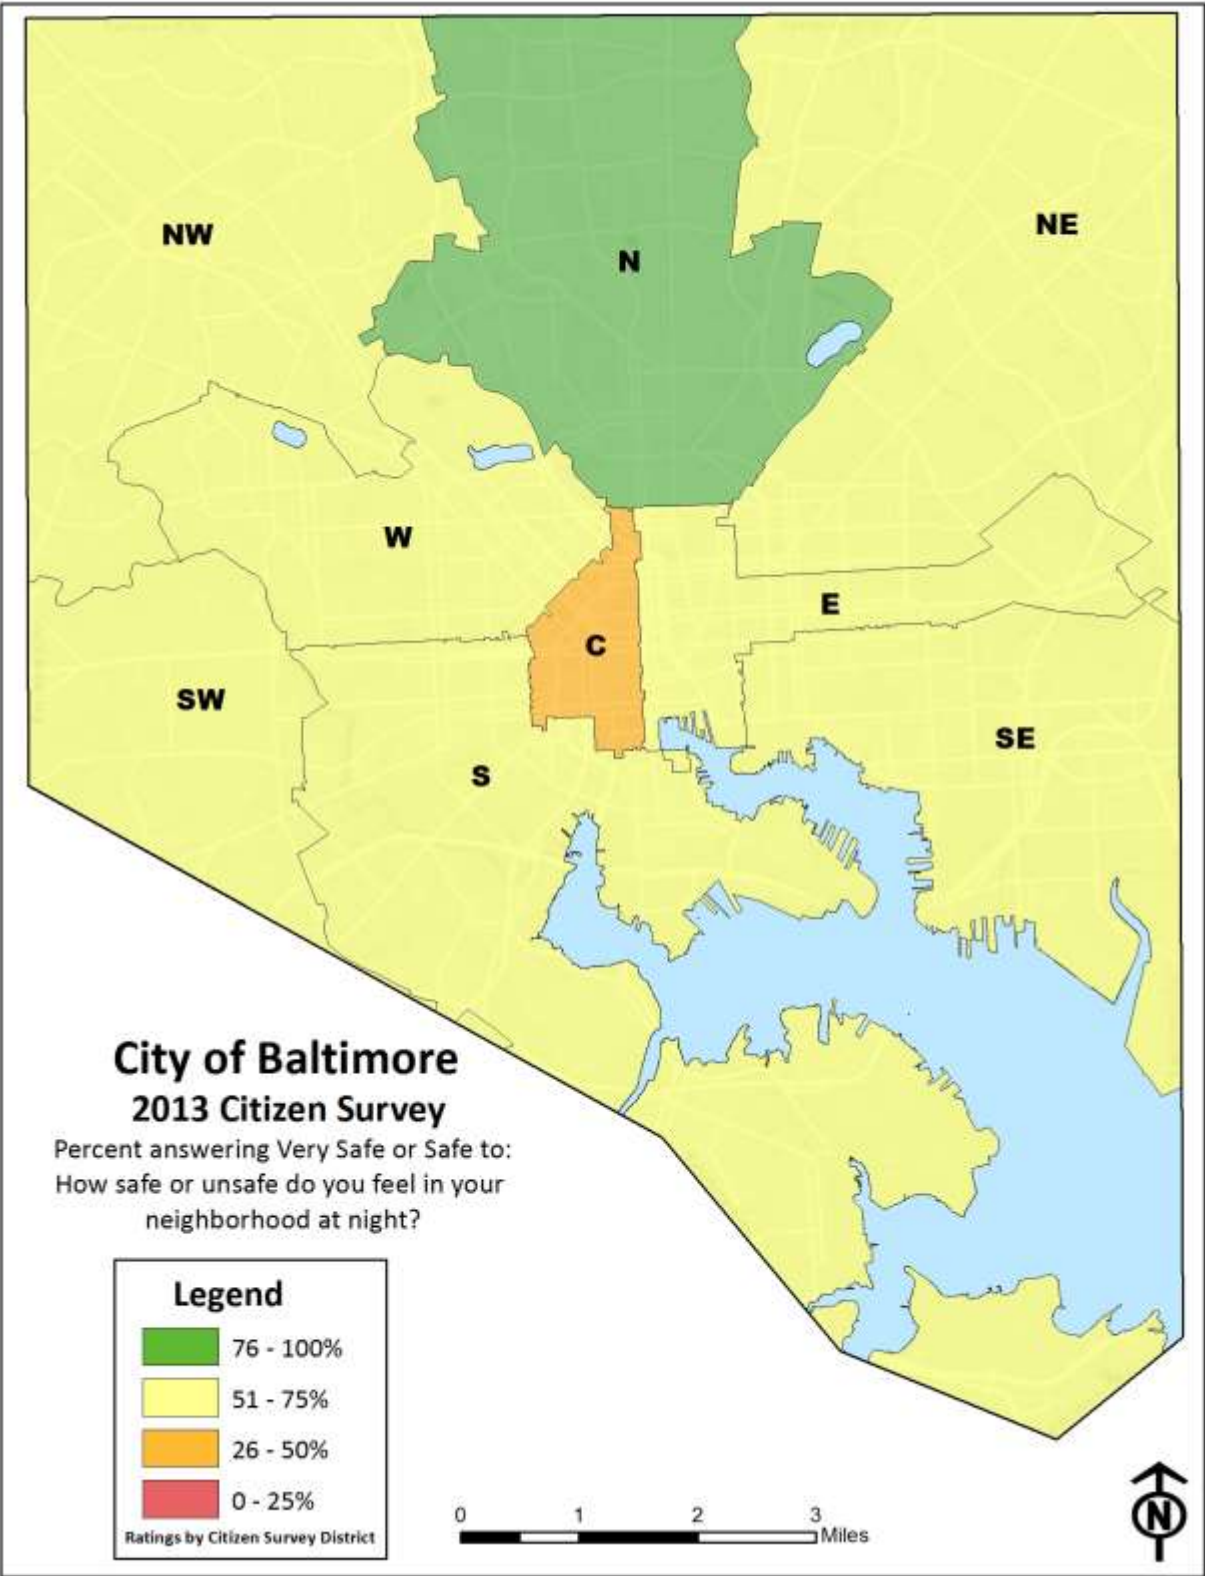 NW
N
NE
W
E
C
SW
SE
S
City of Baltimore
2013 Citizen Survey
Percent answering Very Safe or Safe to:
How safe or unsafe do you feel in your
neighborhood at night?
Legend
76 - 100%
51 - 75%
26 - 50%
0 - 25%
Ratings by Citizen Survey District
0 1 2 3
Miles
N